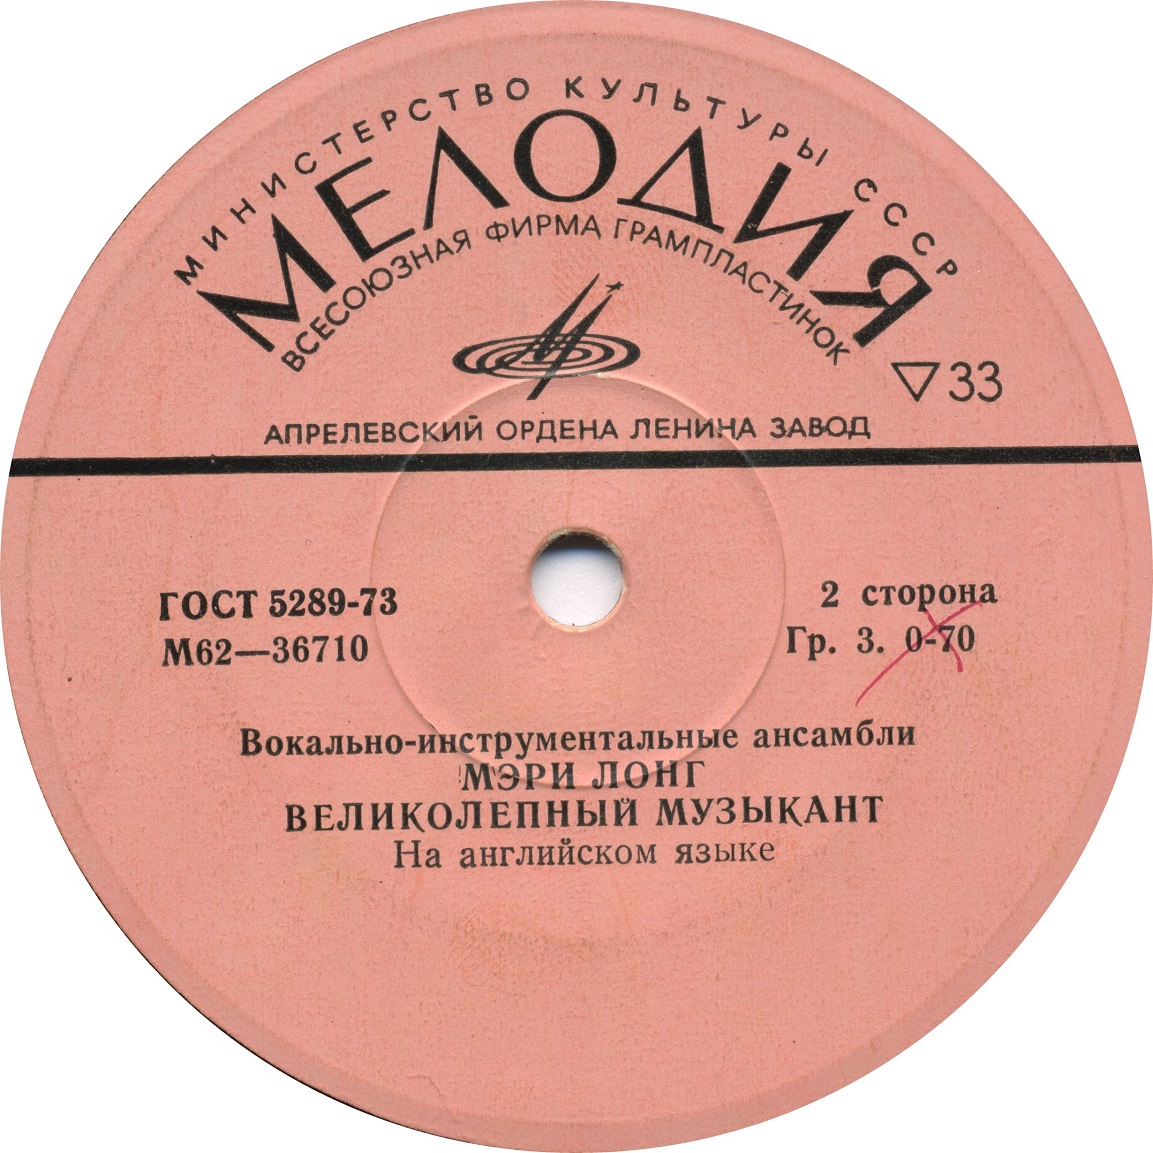 МИНИСТЕРСТВО КУЛЬТУРЫ СССР
МЕЛОДИЯ
ВСЕСОЮЗНАЯ ФИРМА ГРАМПЛАСТИНОК
▽33
АПРЕЛЕВСКИЙ ОРДЕНА ЛЕНИНА ЗАВОД
ГОСТ 5289-73
М62—36710
2 сторона
Гр. 3. 0-70
Вокально-инструментальные ансамбли
МЭРИ ЛОНГ
ВЕЛИКОЛЕПНЫЙ МУЗЫКАНТ
На английском языке